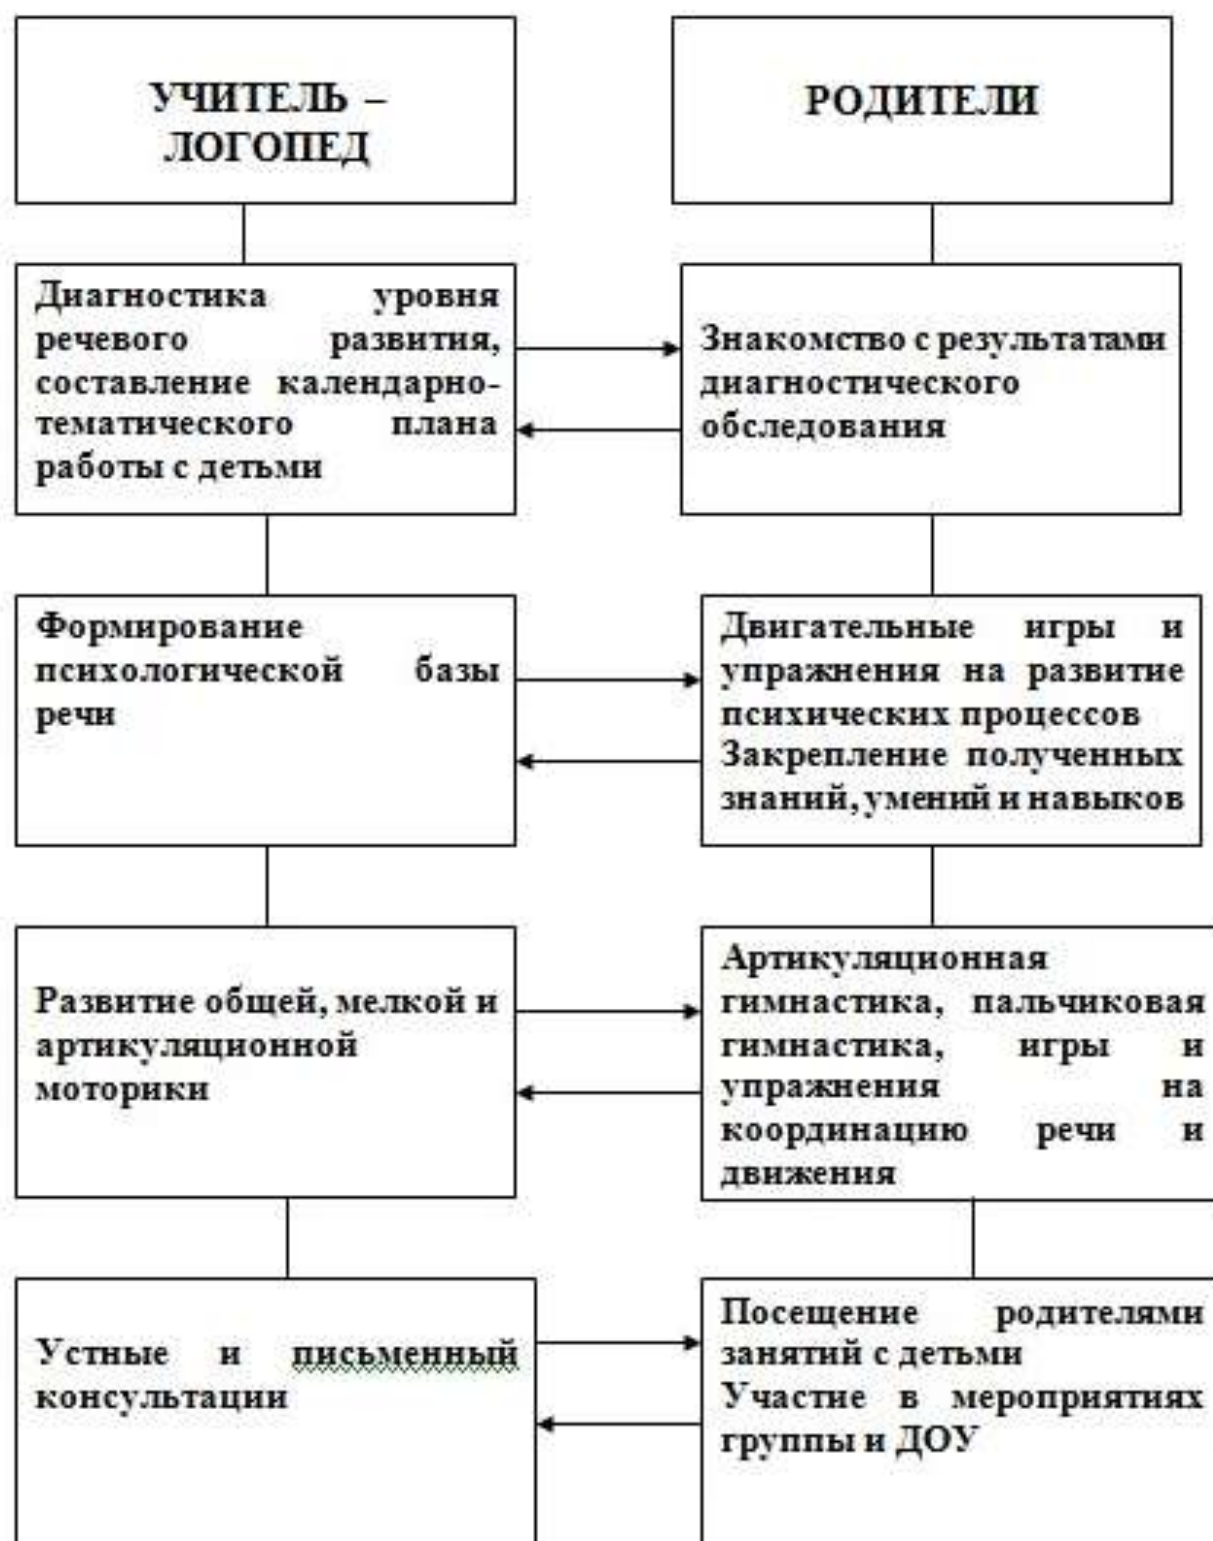 УЧИТЕЛЬ –
ЛОГОПЕД
РОДИТЕЛИ
Диагностика уровня
речевого развития,
составление календарно-
тематического плана
работы с детьми
Знакомство с результатами
диагностического
обследования
Формирование
психологической базы
речи
Двигательные игры и
упражнения на развитие
психических процессов
Закрепление полученных
знаний, умений и навыков
Развитие общей, мелкой и
артикуляционной
моторики
Артикуляционная
гимнастика, пальчиковая
гимнастика, игры и
упражнения на
координацию речи и
движения
Устные и письменный
консультации
Посещение родителями
занятий с детьми
Участие в мероприятиях
группы и ДОУ